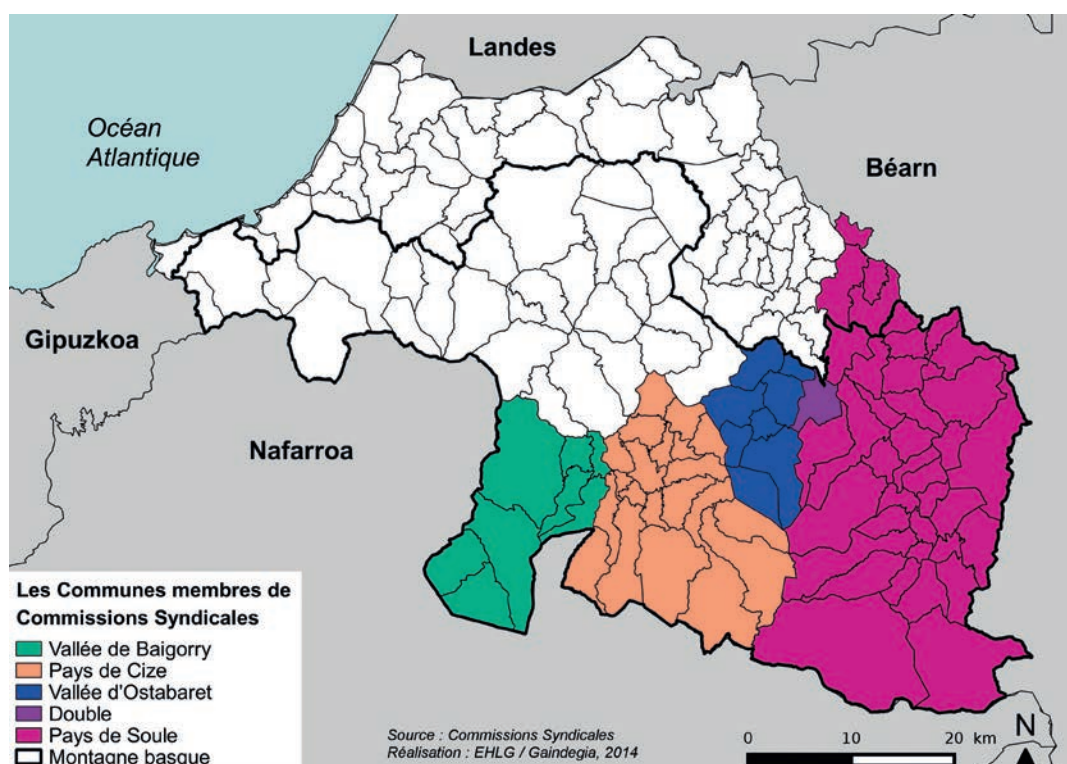 Landes
Océan
Atlantique
Béarn
Gipuzkoa
Nafarroa
Les Communes membres de
Commissions Syndicales
Vallée de Baigorry
Pays de Cize
Vallée d'Ostabaret
Double
Pays de Soule
Montagne basque
Source : Commissions Syndicales
Réalisation : EHLG / Gaindegia, 2014
0 10 20 km
N